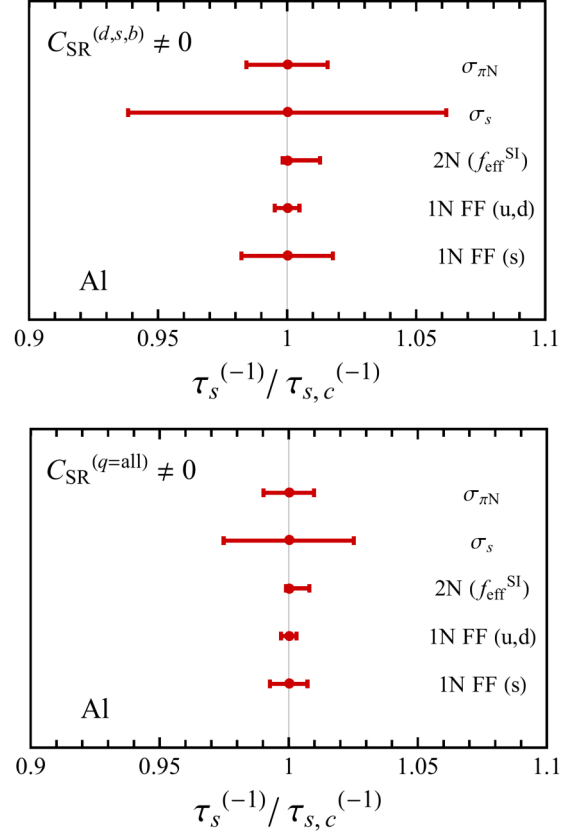 C_SR^(d,s,b) ≠ 0
σ_πN
σ_s
2N (f_eff^SI)
1N FF (u,d)
1N FF (s)
Al
0.9 0.95 1 1.05 1.1
τ_s^(-1) / τ_s,c^(-1)
C_SR^(q=all) ≠ 0
σ_πN
σ_s
2N (f_eff^SI)
1N FF (u,d)
1N FF (s)
Al
0.9 0.95 1 1.05 1.1
τ_s^(-1) / τ_s,c^(-1)